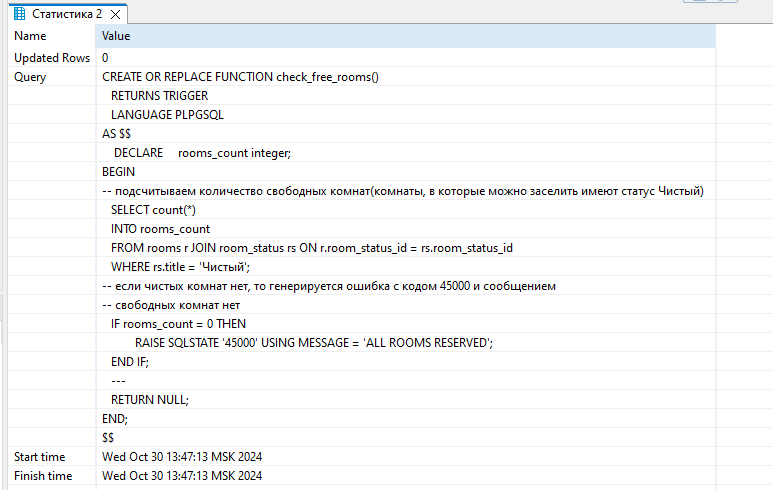 Статистика 2
Name Value
Updated Rows 0
Query CREATE OR REPLACE FUNCTION check_free_rooms()
RETURNS TRIGGER
LANGUAGE PLPGSQL
AS $$
DECLARE rooms_count integer;
BEGIN
-- подсчитываем количество свободных комнат(комнаты, в которые можно заселить имеют статус Чистый)
SELECT count(*)
INTO rooms_count
FROM rooms r JOIN room_status rs ON r.room_status_id = rs.room_status_id
WHERE rs.title = 'Чистый';
-- если чистых комнат нет, то генерируется ошибка с кодом 45000 и сообщением
-- свободных комнат нет
IF rooms_count = 0 THEN
RAISE SQLSTATE '45000' USING MESSAGE = 'ALL ROOMS RESERVED';
END IF;
---
RETURN NULL;
END;
$$
Start time Wed Oct 30 13:47:13 MSK 2024
Finish time Wed Oct 30 13:47:13 MSK 2024